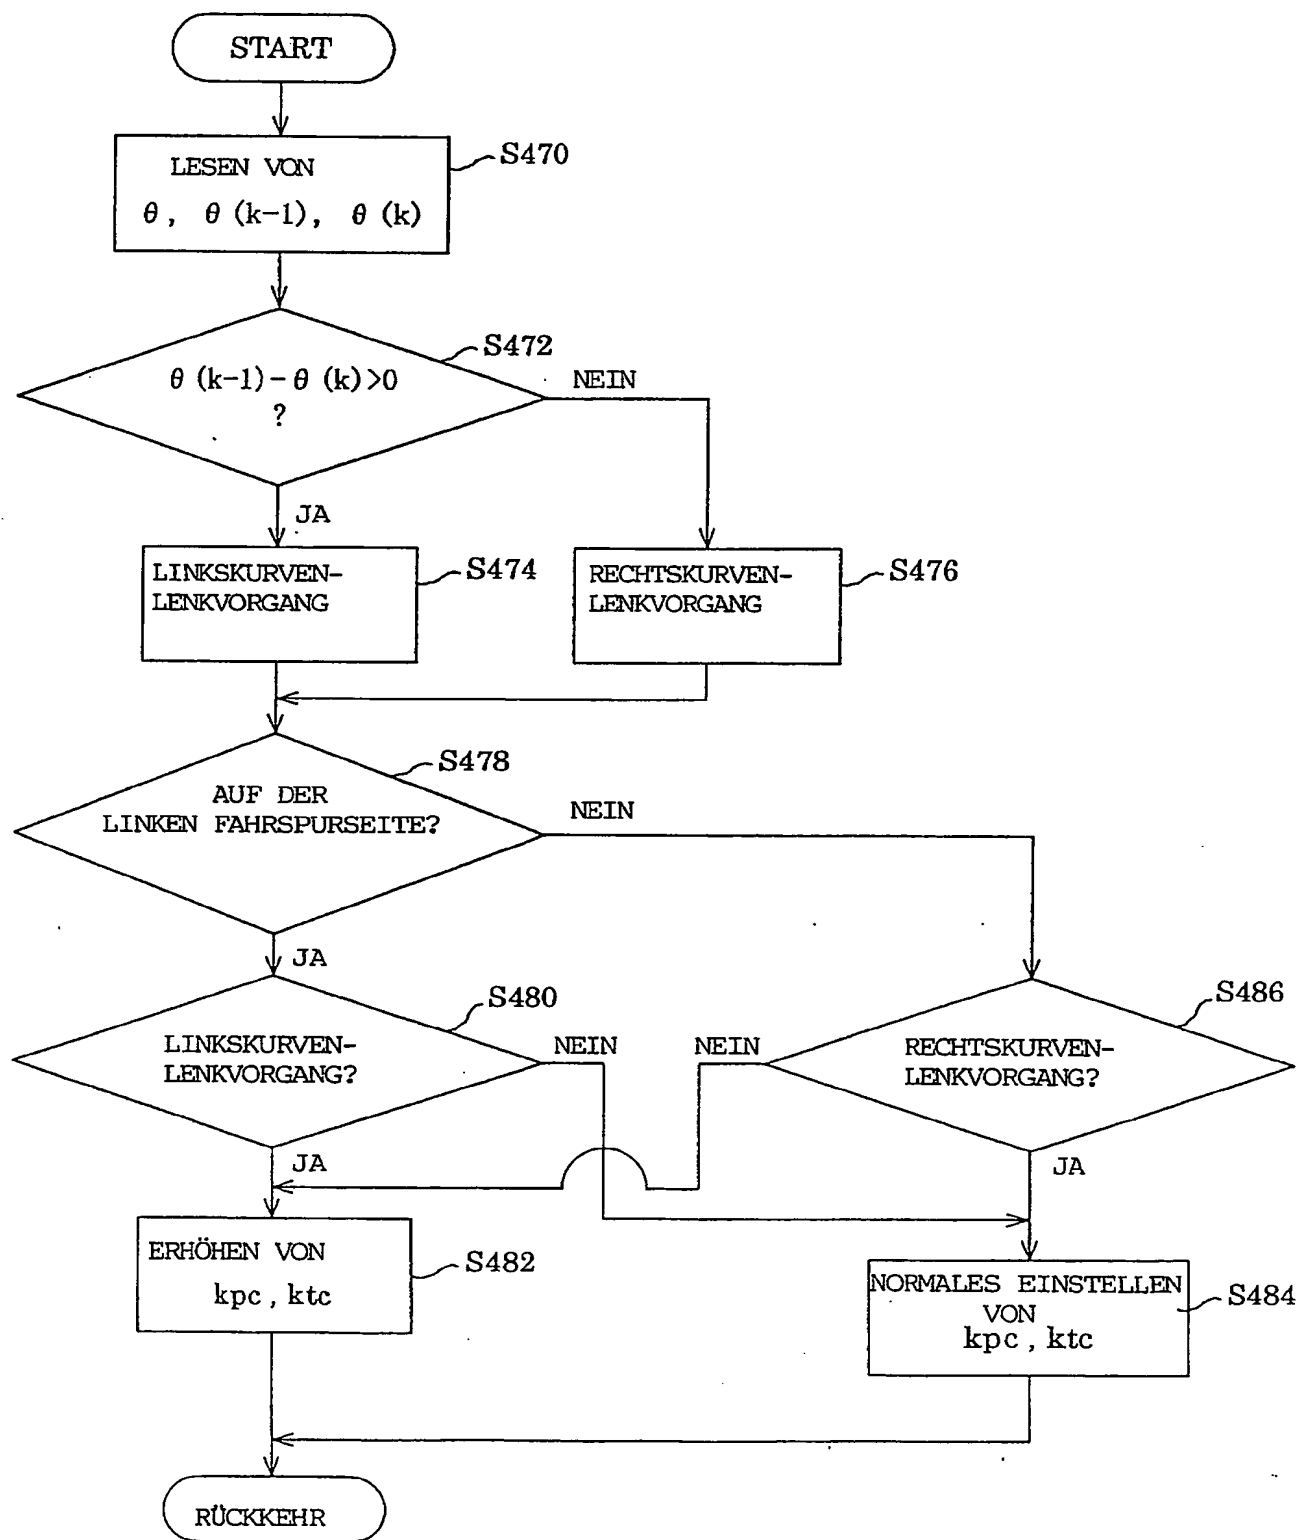 START
LESEN VON
θ, θ (k-1), θ (k)
S470
S472
θ (k-1)-θ (k)>0
?
NEIN
JA
LINKSKURVEN-
LENKVORGANG
S474
RECHTSKURVEN-
LENKVORGANG
S476
S478
AUF DER
LINKEN FAHRSPURSEITE?
NEIN
JA
S480
LINKSKURVEN-
LENKVORGANG?
NEIN
NEIN
S486
RECHTSKURVEN-
LENKVORGANG?
JA
JA
ERHÖHEN VON
kpc, ktc
S482
NORMALES EINSTELLEN
VON
kpc, ktc
S484
RÜCKKEHR